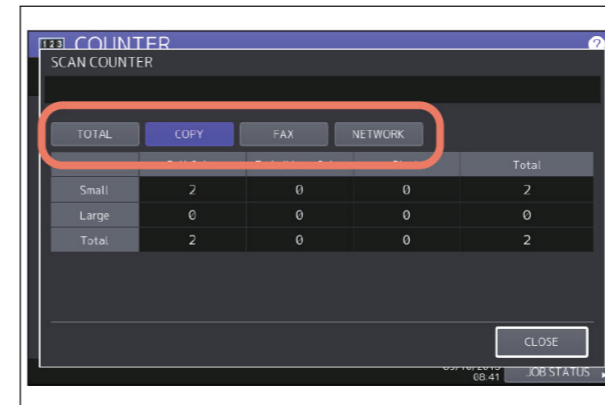 123 COUNTER ?
SCAN COUNTER
TOTAL COPY FAX NETWORK
Total
Small 2 0 0 2
Large 0 0 0 0
Total 2 0 0 2
CLOSE
08:41 JOB STATUS